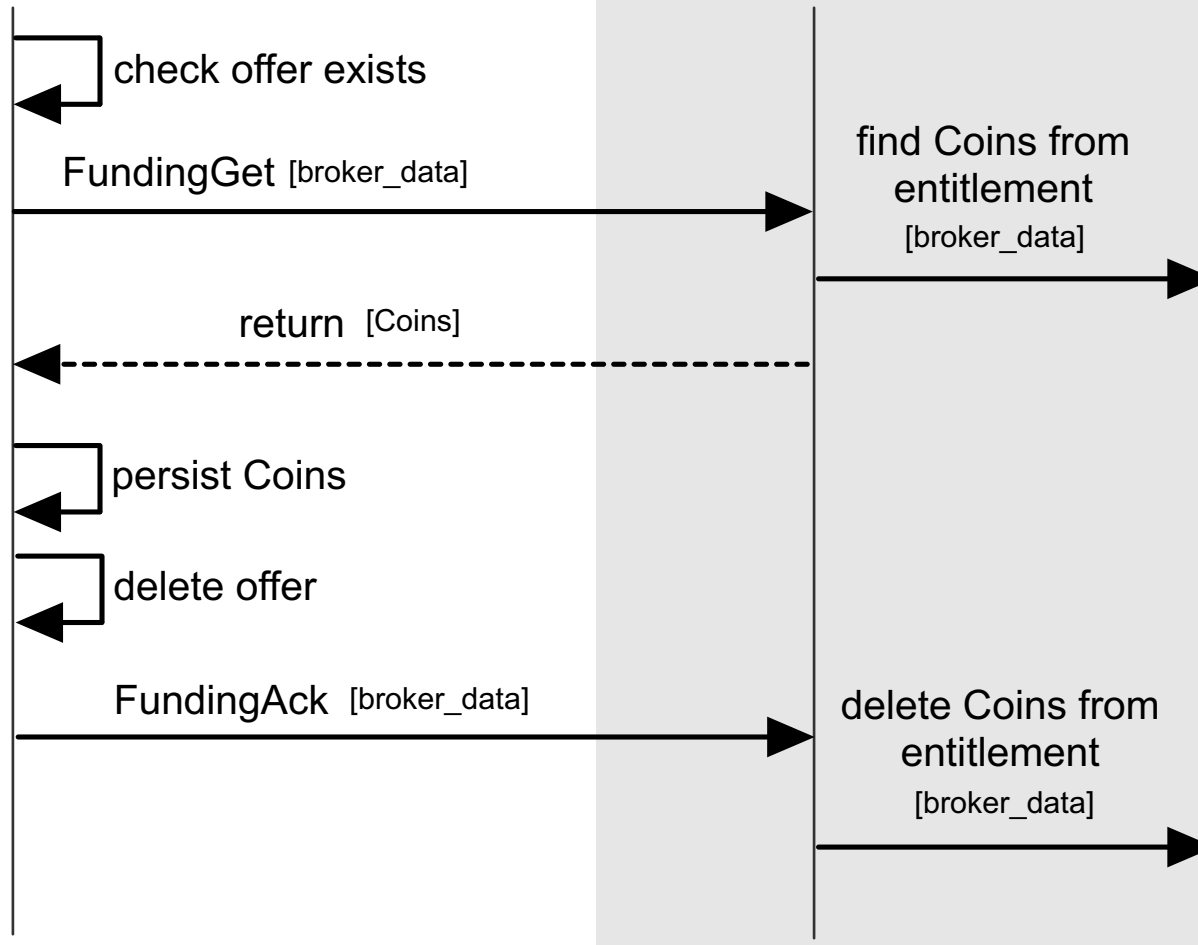 check offer exists
FundingGet [broker_data]
find Coins from
entitlement
[broker_data]
return [Coins]
persist Coins
delete offer
FundingAck [broker_data]
delete Coins from
entitlement
[broker_data]